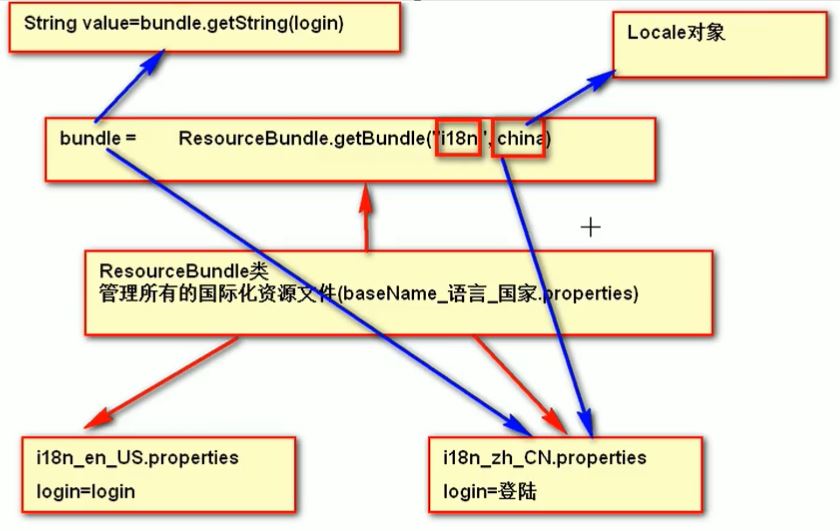 String value=bundle.getString(login)
Locale对象
bundle = ResourceBundle.getBundle("i18n",china)
ResourceBundle类
管理所有的国际化资源文件(baseName_语言_国家.properties)
i18n_en_US.properties
login=login
i18n_zh_CN.properties
login=登陆